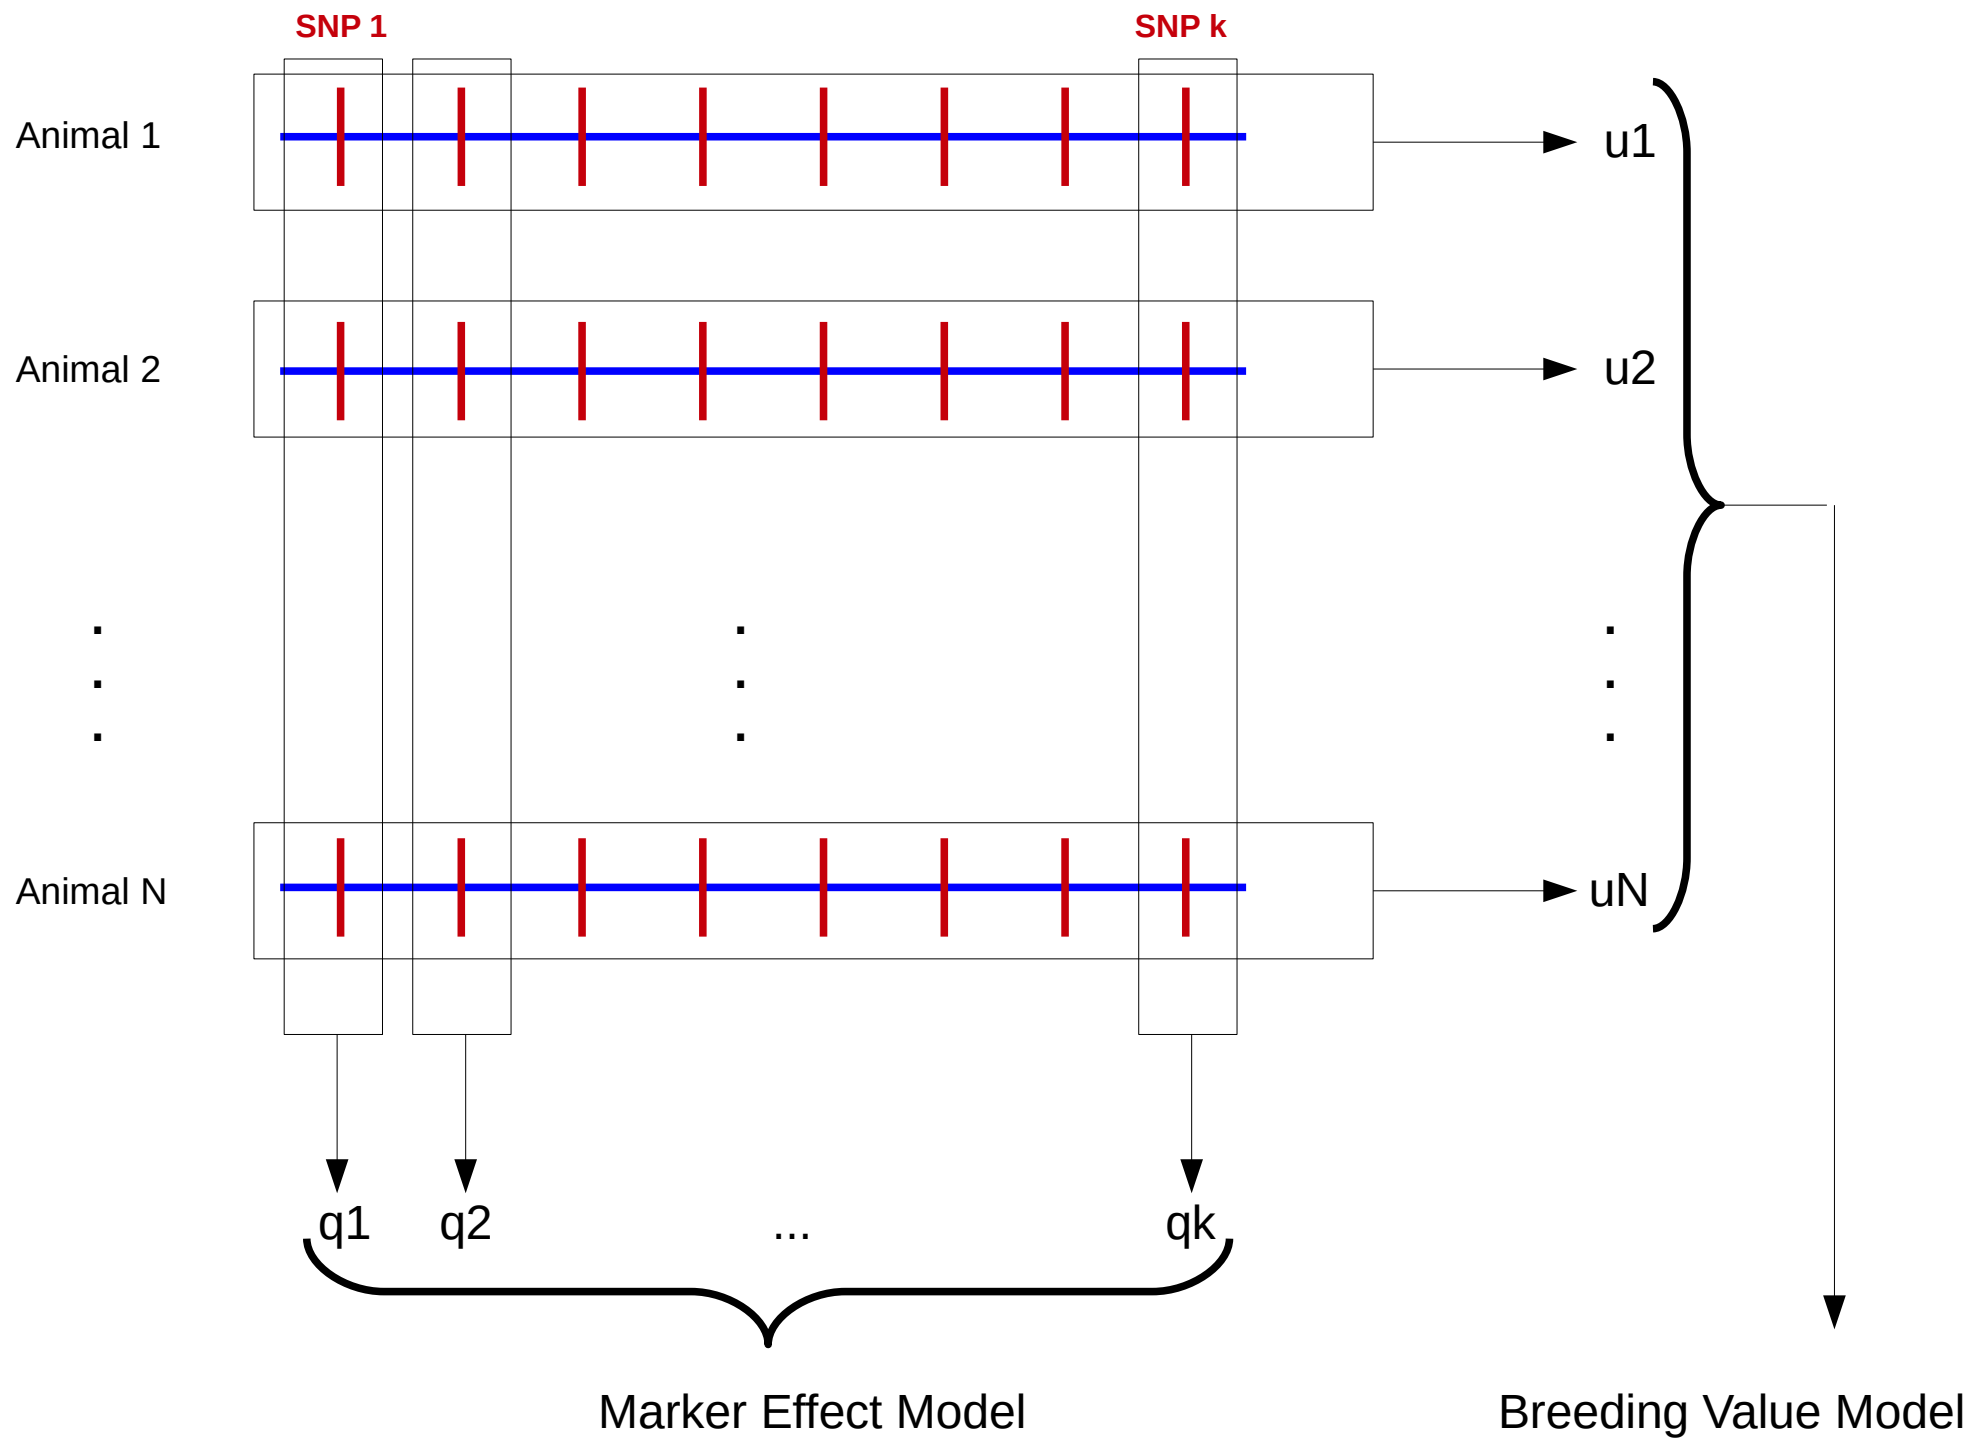 SNP 1
SNP k
Animal 1
u1
Animal 2
u2
.
.
.
.
.
.
.
.
.
Animal N
uN
q1
q2
...
qk
Marker Effect Model
Breeding Value Model